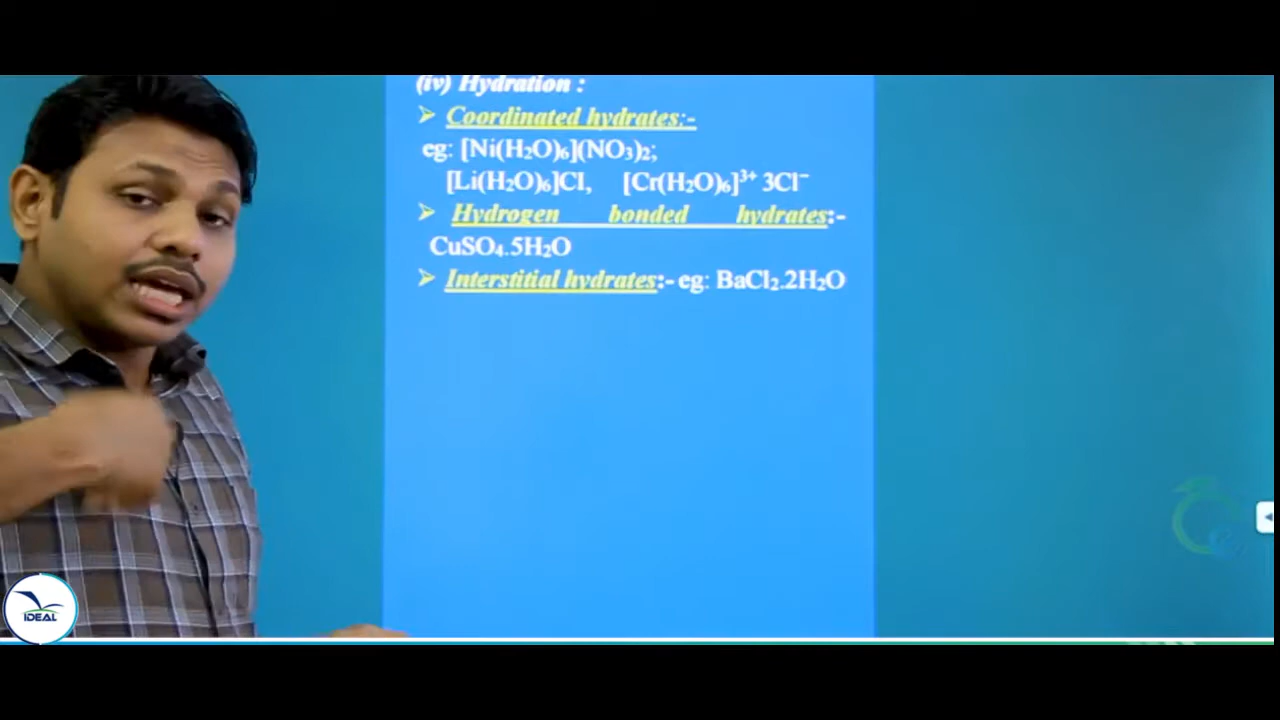 (iv) Hydration :
➢ Coordinated hydrates:-
eg: [Ni(H₂O)₆](NO₃)₂;
[Li(H₂O)₆]Cl, [Cr(H₂O)₆]³⁺ 3Cl⁻
➢ Hydrogen bonded hydrates:-
CuSO₄.5H₂O
➢ Interstitial hydrates:- eg: BaCl₂.2H₂O
IDEAL